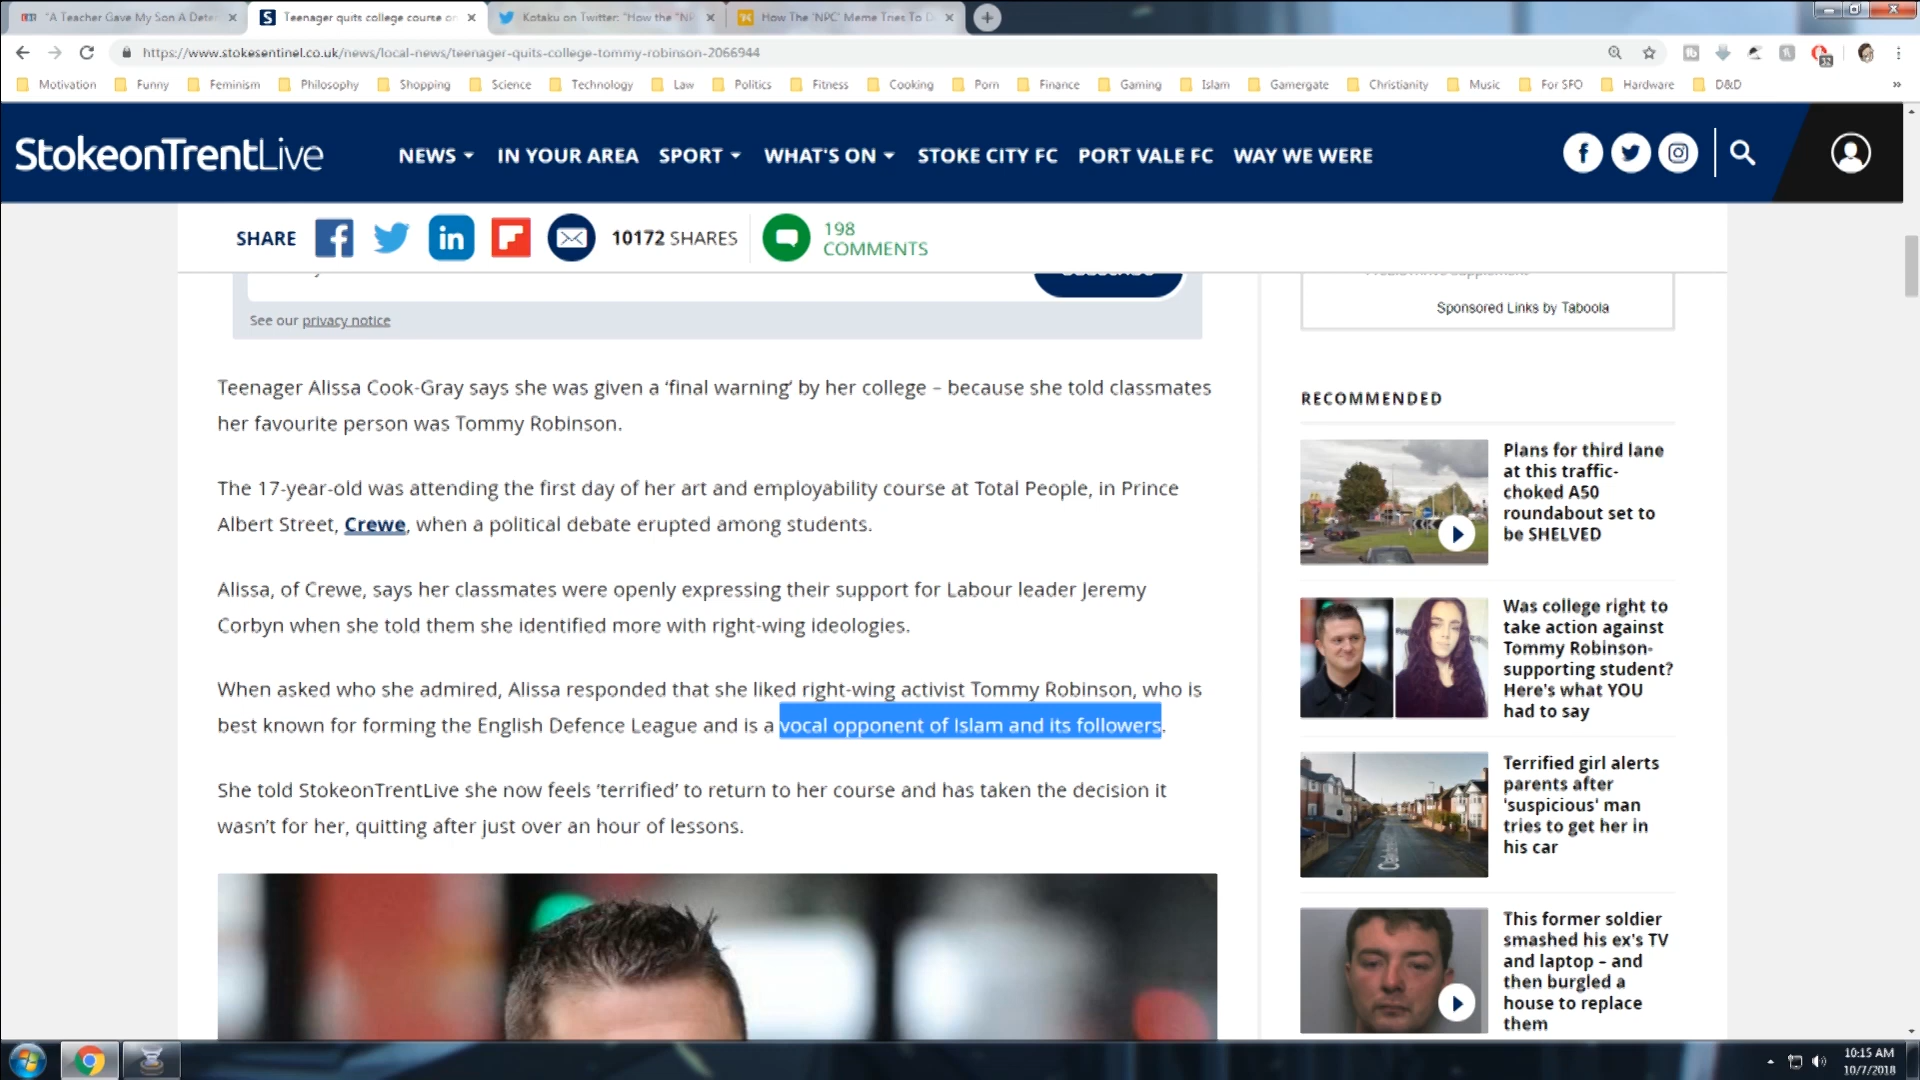 "A Teacher Gave My Son A Deten
Teenager quits college course on
Kotaku on Twitter: "How the "NP
How The 'NPC' Meme Tries To D
https://www.stokesentinel.co.uk/news/local-news/teenager-quits-college-tommy-robinson-2066944
Motivation Funny Feminism Philosophy Shopping Science Technology Law Politics Fitness Cooking Porn Finance Gaming Islam Gamergate Christianity Music For SFO Hardware D&D »
StokeonTrentLive
NEWS IN YOUR AREA SPORT WHAT'S ON STOKE CITY FC PORT VALE FC WAY WE WERE
SHARE 10172 SHARES
198
COMMENTS
See our privacy notice
Sponsored Links by Taboola
Teenager Alissa Cook-Gray says she was given a ‘final warning’ by her college – because she told classmates
her favourite person was Tommy Robinson.
The 17-year-old was attending the first day of her art and employability course at Total People, in Prince
Albert Street, Crewe, when a political debate erupted among students.
Alissa, of Crewe, says her classmates were openly expressing their support for Labour leader Jeremy
Corbyn when she told them she identified more with right-wing ideologies.
When asked who she admired, Alissa responded that she liked right-wing activist Tommy Robinson, who is
best known for forming the English Defence League and is a vocal opponent of Islam and its followers.
She told StokeonTrentLive she now feels ‘terrified’ to return to her course and has taken the decision it
wasn’t for her, quitting after just over an hour of lessons.
RECOMMENDED
Plans for third lane
at this traffic-
choked A50
roundabout set to
be SHELVED
Was college right to
take action against
Tommy Robinson-
supporting student?
Here's what YOU
had to say
Terrified girl alerts
parents after
'suspicious' man
tries to get her in
his car
This former soldier
smashed his ex's TV
and laptop – and
then burgled a
house to replace
them
10:15 AM
10/7/2018